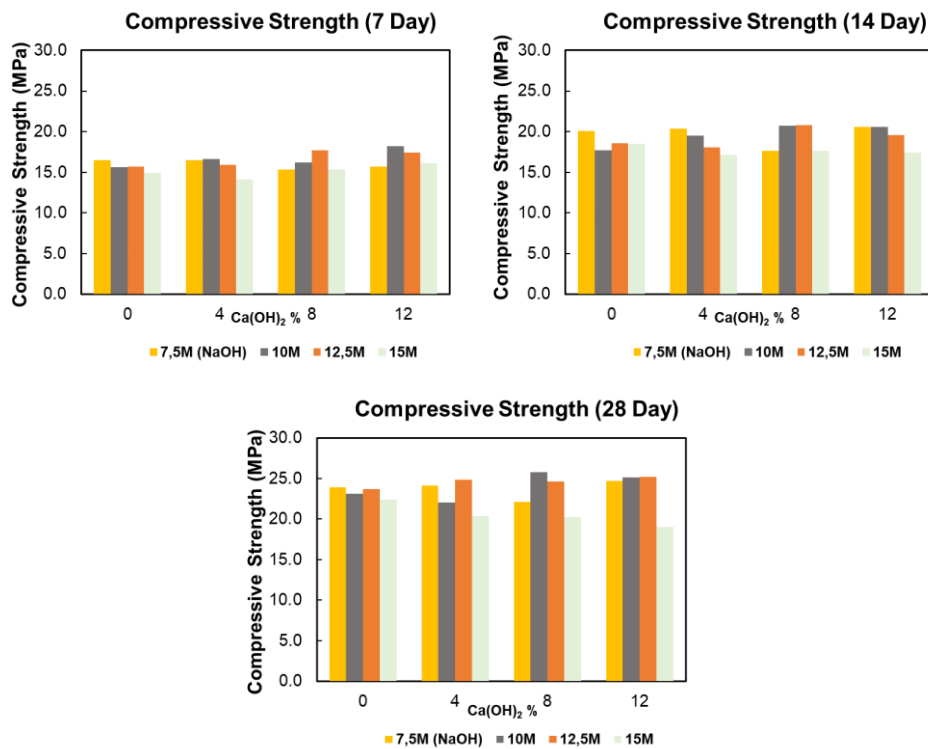 Compressive Strength (7 Day)
Compressive Strength (MPa)
30.0
25.0
20.0
15.0
10.0
5.0
0.0
0 4 8 12
Ca(OH)₂ %
7,5M (NaOH) 10M 12,5M 15M
Compressive Strength (14 Day)
Compressive Strength (MPa)
30.0
25.0
20.0
15.0
10.0
5.0
0.0
0 4 8 12
Ca(OH)₂ %
7,5M (NaOH) 10M 12,5M 15M
Compressive Strength (28 Day)
Compressive Strength (MPa)
30.0
25.0
20.0
15.0
10.0
5.0
0.0
0 4 8 12
Ca(OH)₂ %
7,5M (NaOH) 10M 12,5M 15M